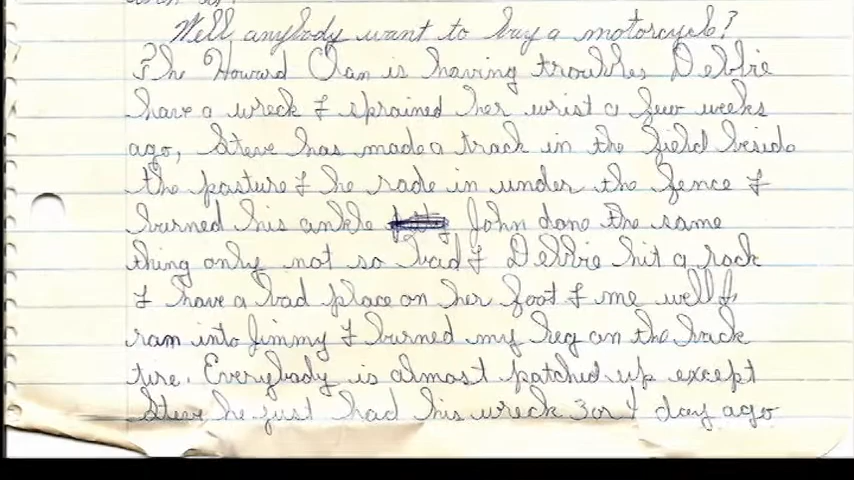 Well anybody want to buy a motorcycle?
The Howard Clan is having troubles Debbie
have a wreck & sprained her wrist a few weeks
ago, Steve has made a track in the field beside
the pasture & he rode in under the fence &
burned his ankle John done the same
thing only not so bad & Debbie hit a rock
& have a bad place on her foot & me well I
ram into Jimmy & burned my leg on the back
tire. Everybody is almost patched up except
Steve he just had his wreck 3 or 4 day ago